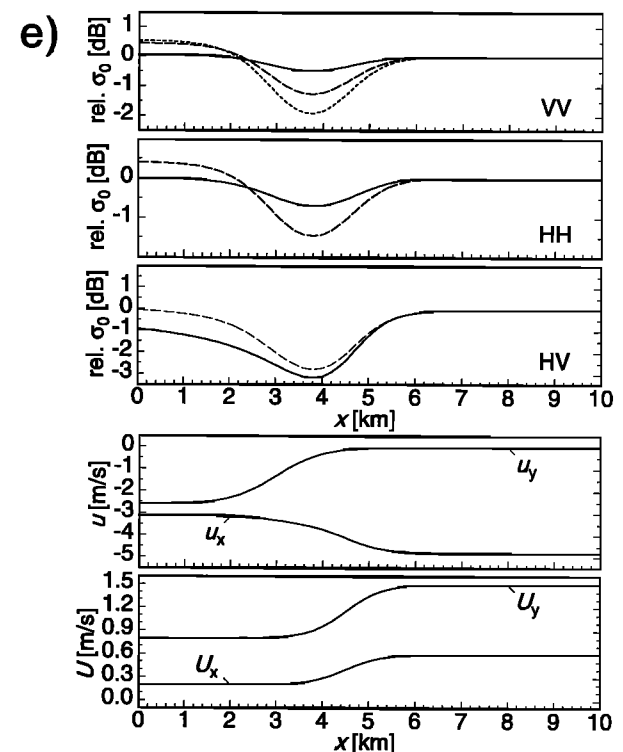 e)
rel. σ0 [dB]
1
0
-1
-2
VV
rel. σ0 [dB]
0
-1
HH
rel. σ0 [dB]
1
0
-1
-2
-3
HV
0 1 2 3 4 5 6 7 8 9 10
x [km]
u [m/s]
0
-1
-2
-3
-4
-5
uy
ux
U [m/s]
1.5
1.2
0.9
0.6
0.3
0.0
Uy
Ux
0 1 2 3 4 5 6 7 8 9 10
x [km]